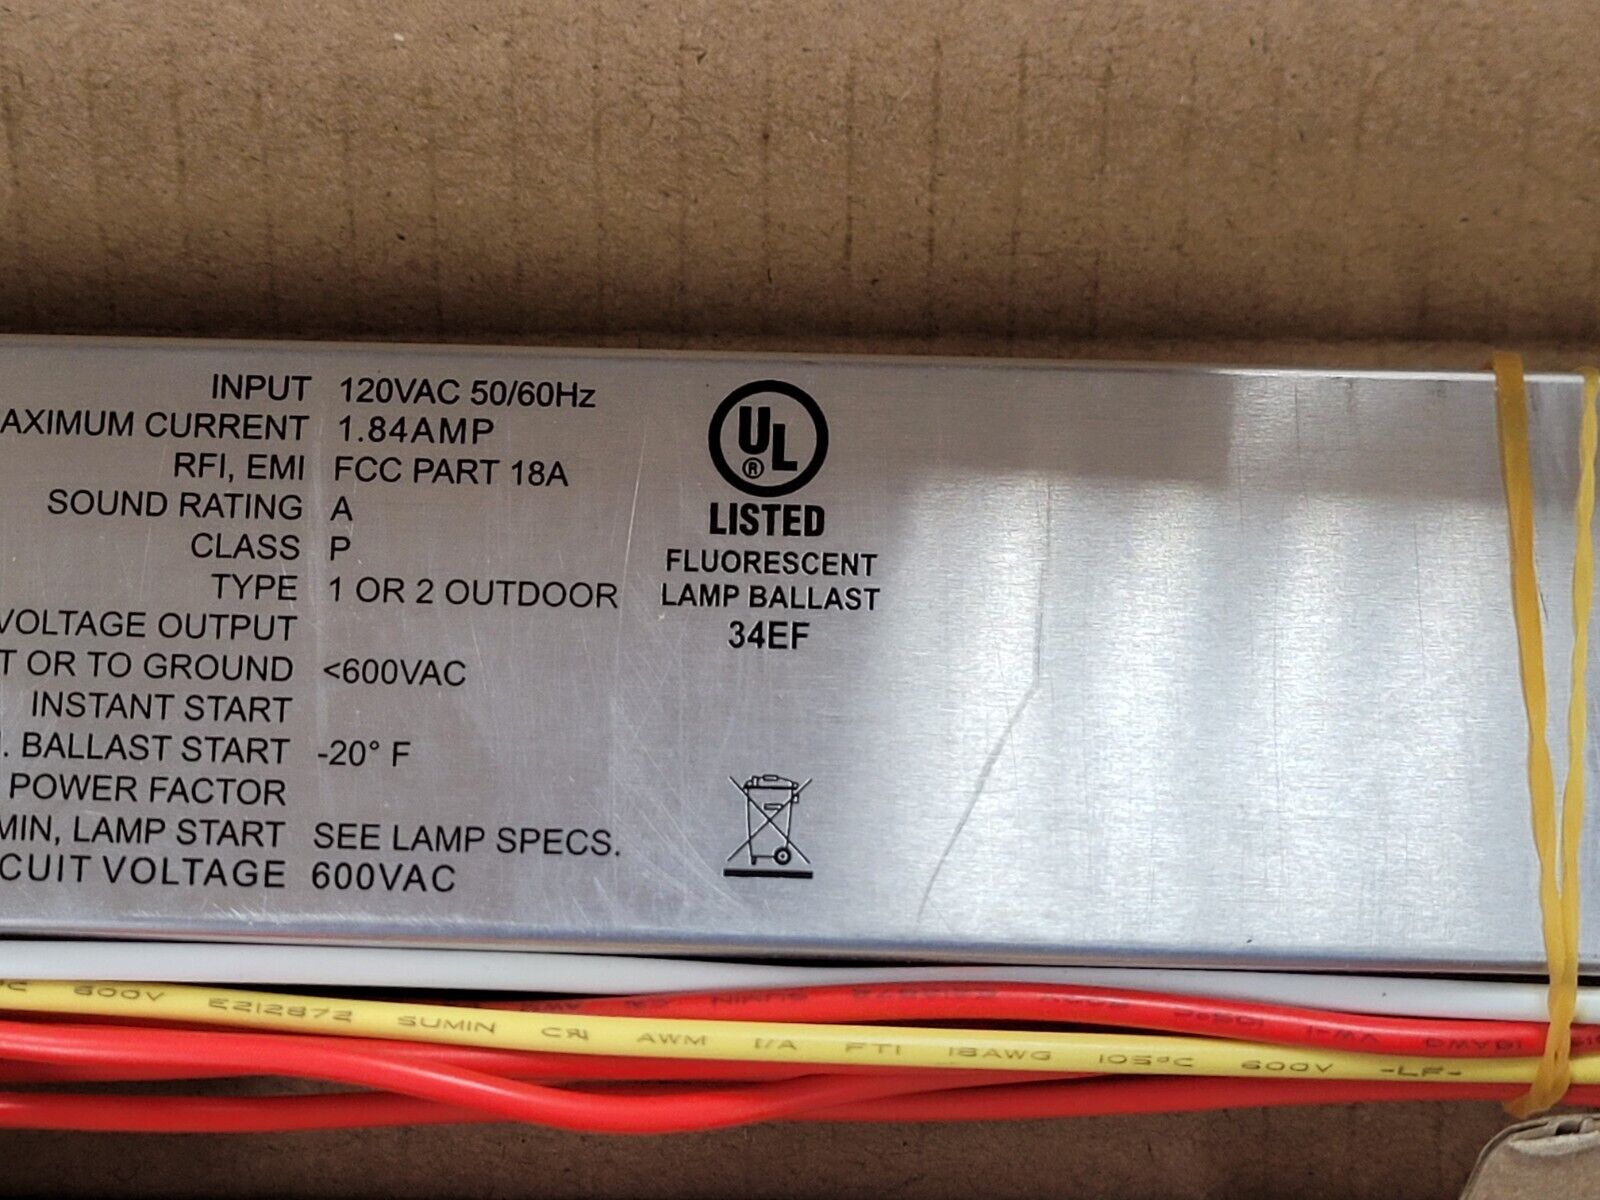 INPUT 120VAC 50/60Hz
AXIMUM CURRENT 1.84AMP
RFI, EMI FCC PART 18A
SOUND RATING A
CLASS P
TYPE 1 OR 2 OUTDOOR
VOLTAGE OUTPUT
T OR TO GROUND <600VAC
INSTANT START
. BALLAST START -20° F
POWER FACTOR
MIN, LAMP START SEE LAMP SPECS.
CUIT VOLTAGE 600VAC
UL
®
LISTED
FLUORESCENT
LAMP BALLAST
34EF
°C 600V E212872 SUMIN AWM I/A FT1 18AWG 105°C 600V -LF-